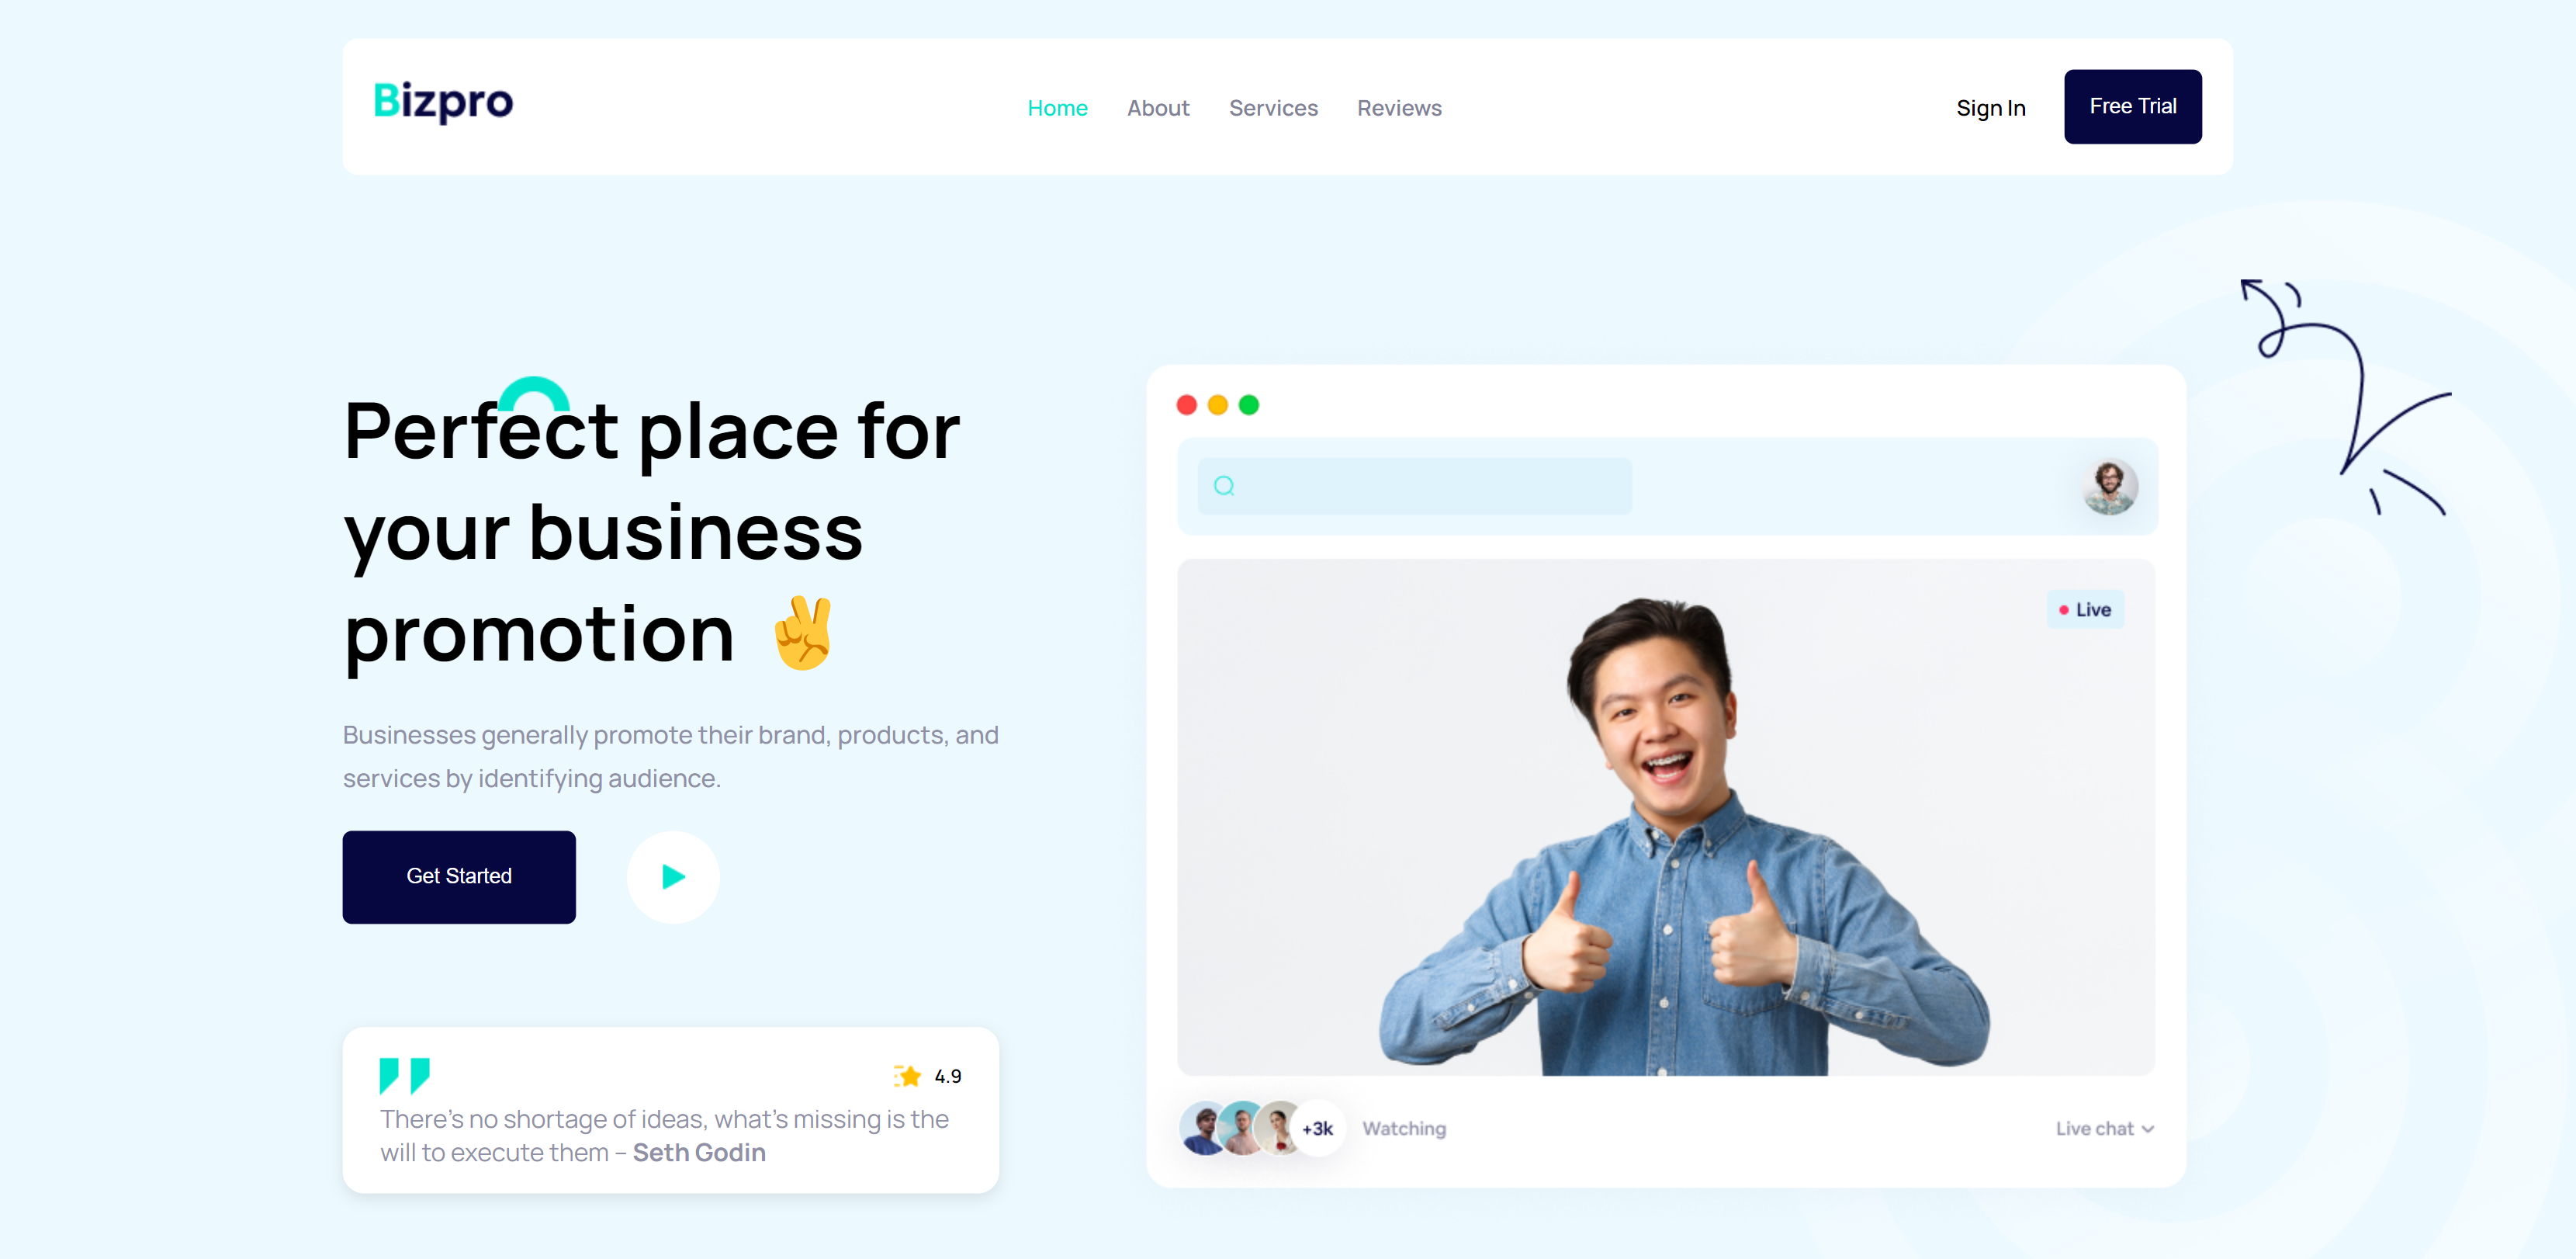 Bizpro
Home About Services Reviews
Sign In Free Trial
Perfect place for
your business
promotion ✌
Businesses generally promote their brand, products, and
services by identifying audience.
Get Started
4.9
There's no shortage of ideas, what's missing is the
will to execute them – Seth Godin
Live
+3k Watching
Live chat